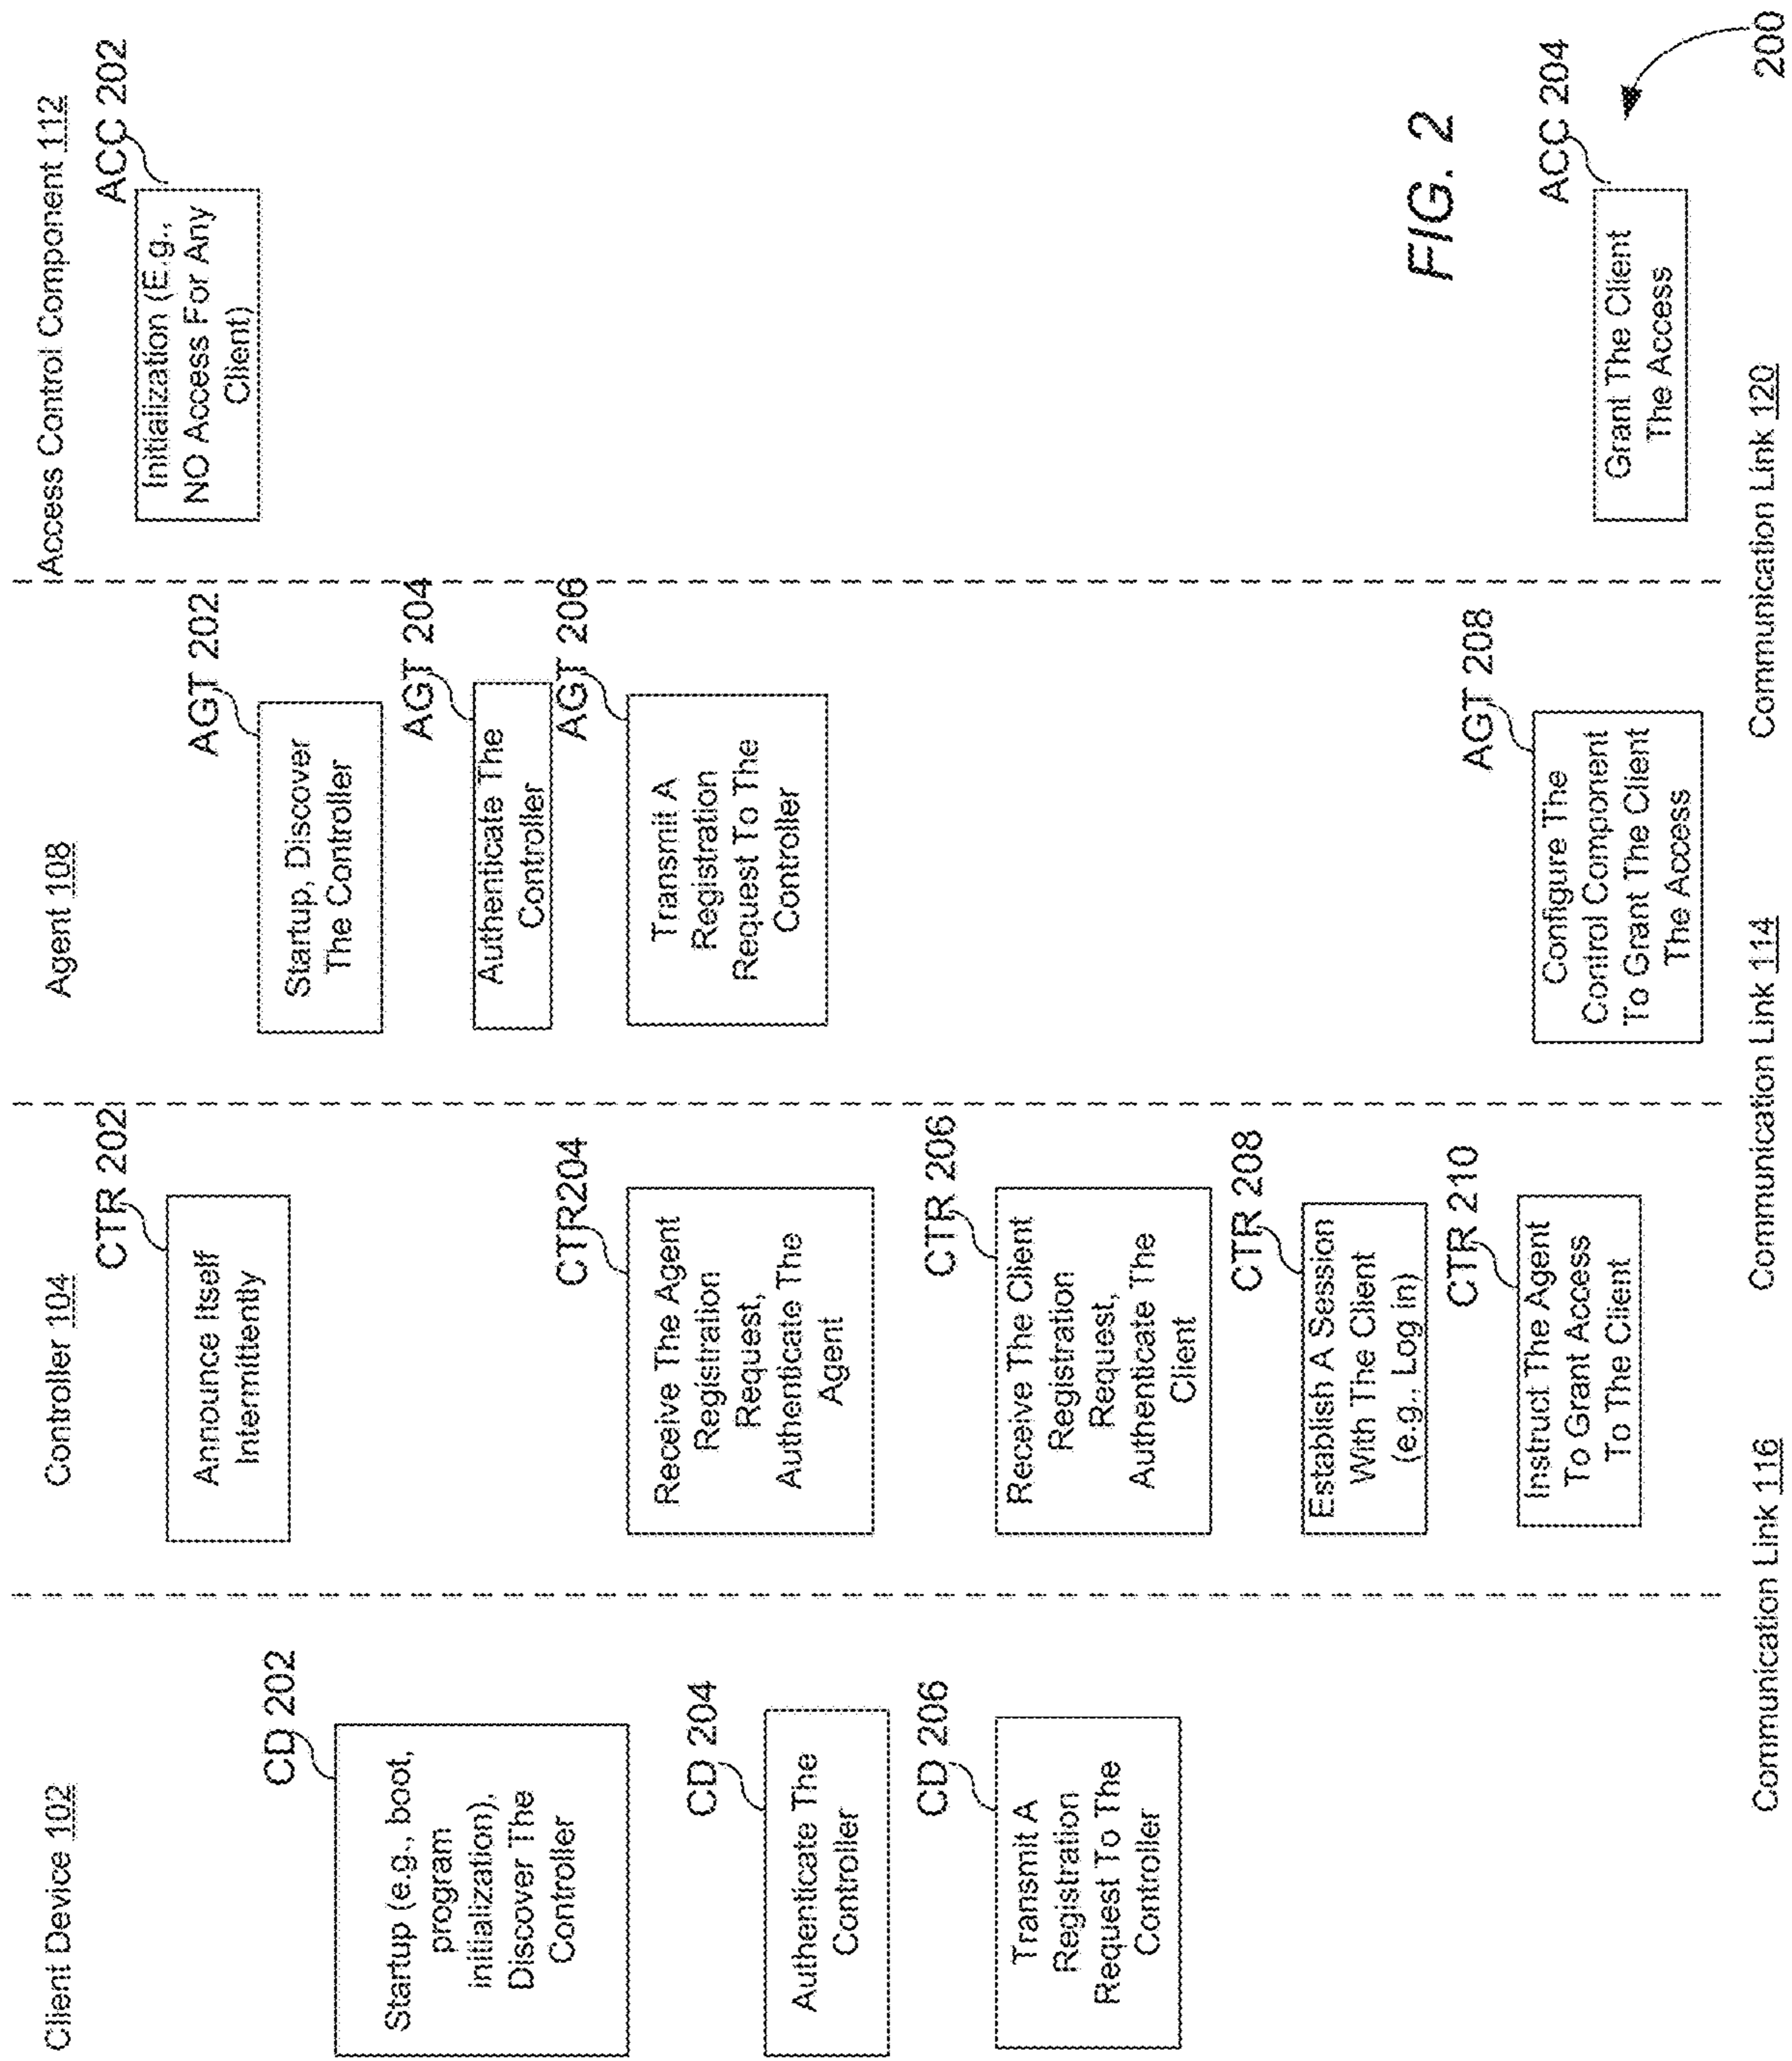 Client Device 102
CD 202
Startup (e.g., boot,
program
initialization),
Discover The
Controller
CD 204
Authenticate The
Controller
CD 206
Transmit A
Registration
Request To The
Controller
Controller 104
CTR 202
Announce Itself
Intermittently
CTR204
Receive The Agent
Registration
Request,
Authenticate The
Agent
CTR 206
Receive The Client
Registration
Request,
Authenticate The
Client
CTR 208
Establish A Session
With The Client
(e.g., Log in)
CTR 210
Instruct The Agent
To Grant Access
To The Client
Agent 108
AGT 202
Startup, Discover
The Controller
AGT 204
Authenticate The
Controller
AGT 206
Transmit A
Registration
Request To The
Controller
AGT 208
Configure The
Control Component
To Grant The Client
The Access
Access Control Component 112
ACC 202
Initialization (E.g.,
NO Access For Any
Client)
FIG. 2
ACC 204
Grant The Client
The Access
Communication Link 116
Communication Link 114
Communication Link 120
200